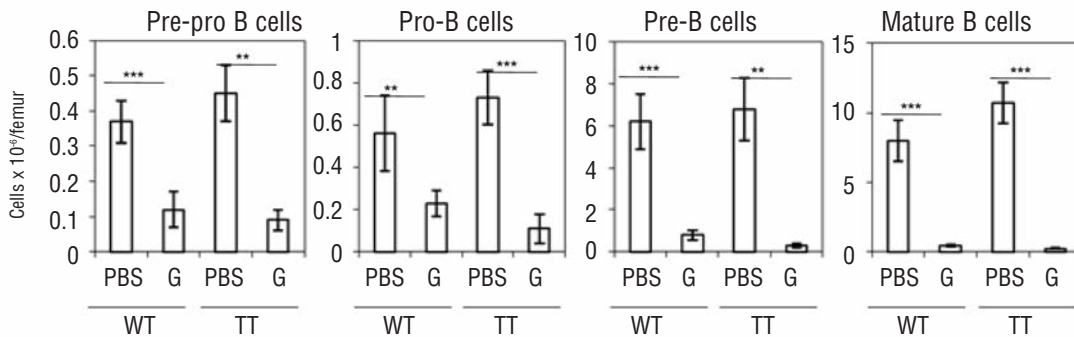 Pre-pro B cells
Pro-B cells
Pre-B cells
Mature B cells
Cells x 10⁻⁶/femur
0.6
0.5
0.4
0.3
0.2
0.1
0
***
**
PBS G PBS G
WT TT
1
0.8
0.6
0.4
0.2
0
**
***
PBS G PBS G
WT TT
10
8
6
4
2
0
***
**
PBS G PBS G
WT TT
15
10
5
0
***
***
PBS G PBS G
WT TT